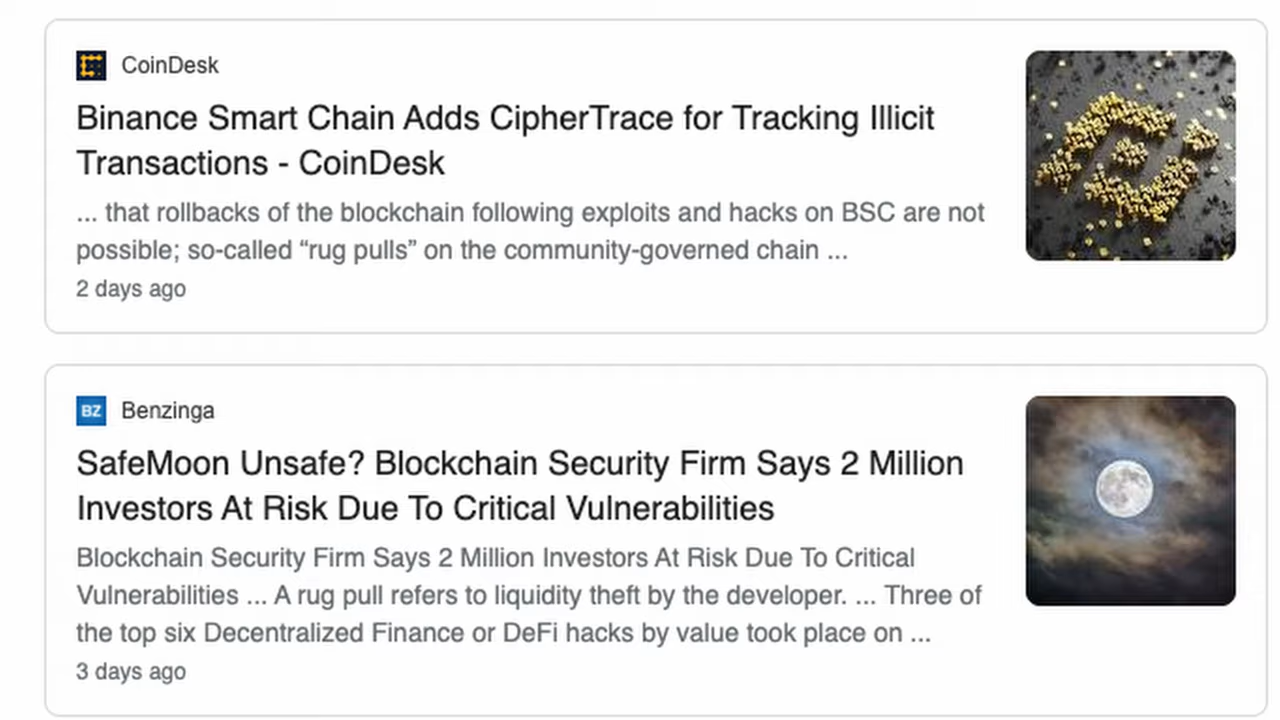 CoinDesk
Binance Smart Chain Adds CipherTrace for Tracking Illicit
Transactions - CoinDesk
... that rollbacks of the blockchain following exploits and hacks on BSC are not
possible; so-called “rug pulls” on the community-governed chain ...
2 days ago
BZ Benzinga
SafeMoon Unsafe? Blockchain Security Firm Says 2 Million
Investors At Risk Due To Critical Vulnerabilities
Blockchain Security Firm Says 2 Million Investors At Risk Due To Critical
Vulnerabilities ... A rug pull refers to liquidity theft by the developer. ... Three of
the top six Decentralized Finance or DeFi hacks by value took place on ...
3 days ago